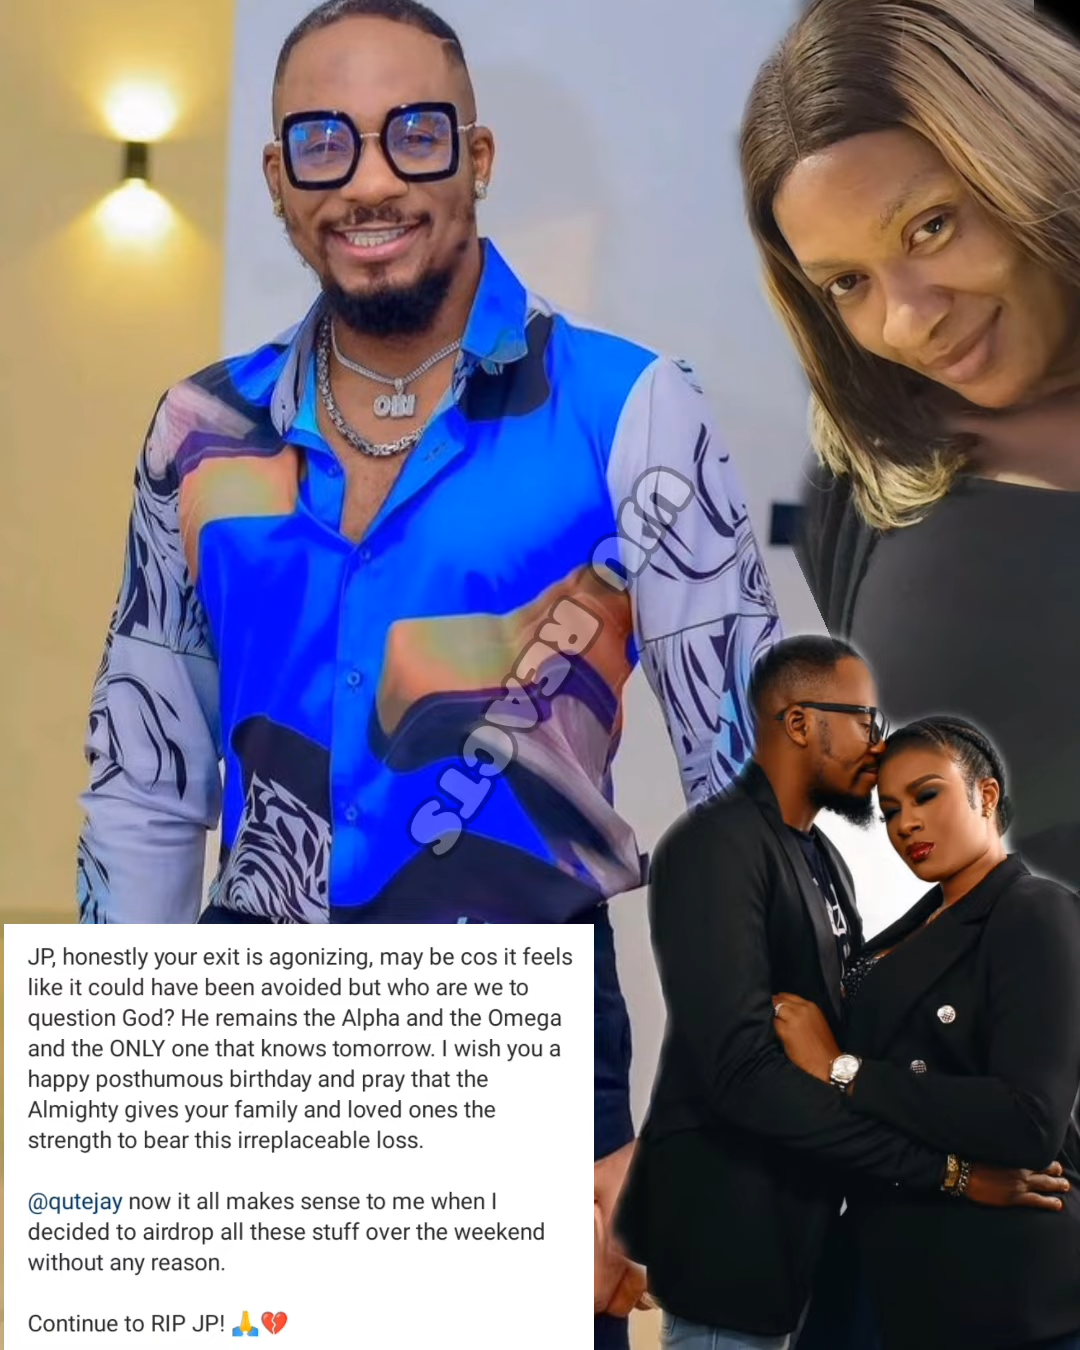 OBI
UWU REACTS
JP, honestly your exit is agonizing, may be cos it feels
like it could have been avoided but who are we to
question God? He remains the Alpha and the Omega
and the ONLY one that knows tomorrow. I wish you a
happy posthumous birthday and pray that the
Almighty gives your family and loved ones the
strength to bear this irreplaceable loss.
@qutejay now it all makes sense to me when I
decided to airdrop all these stuff over the weekend
without any reason.
Continue to RIP JP! 🙏💔